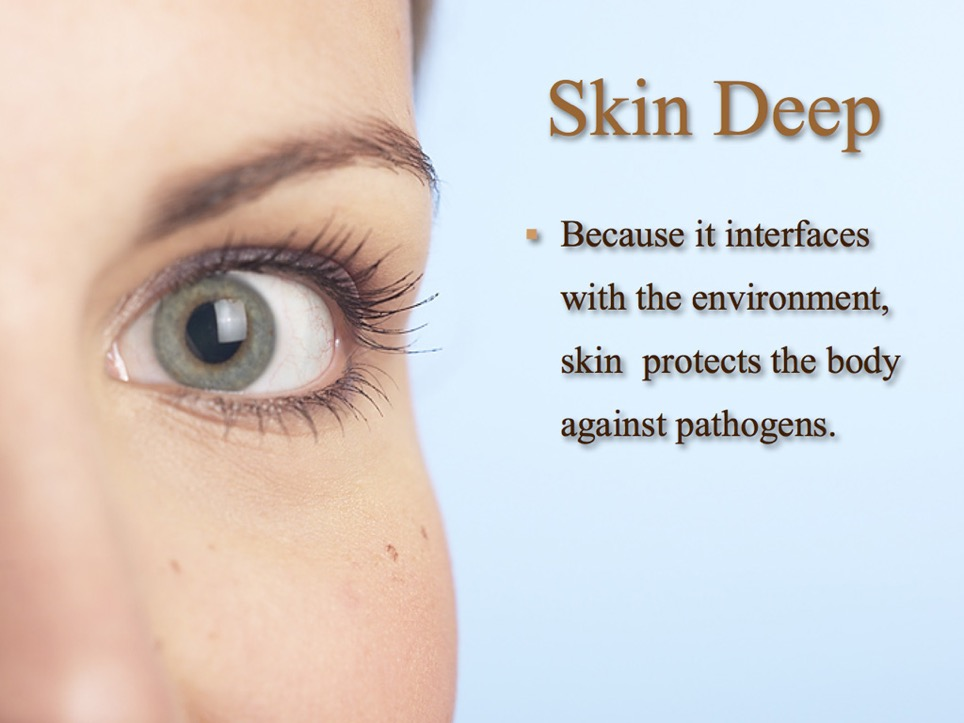 Skin Deep
Because it interfaces
with the environment,
skin  protects the body
against pathogens.